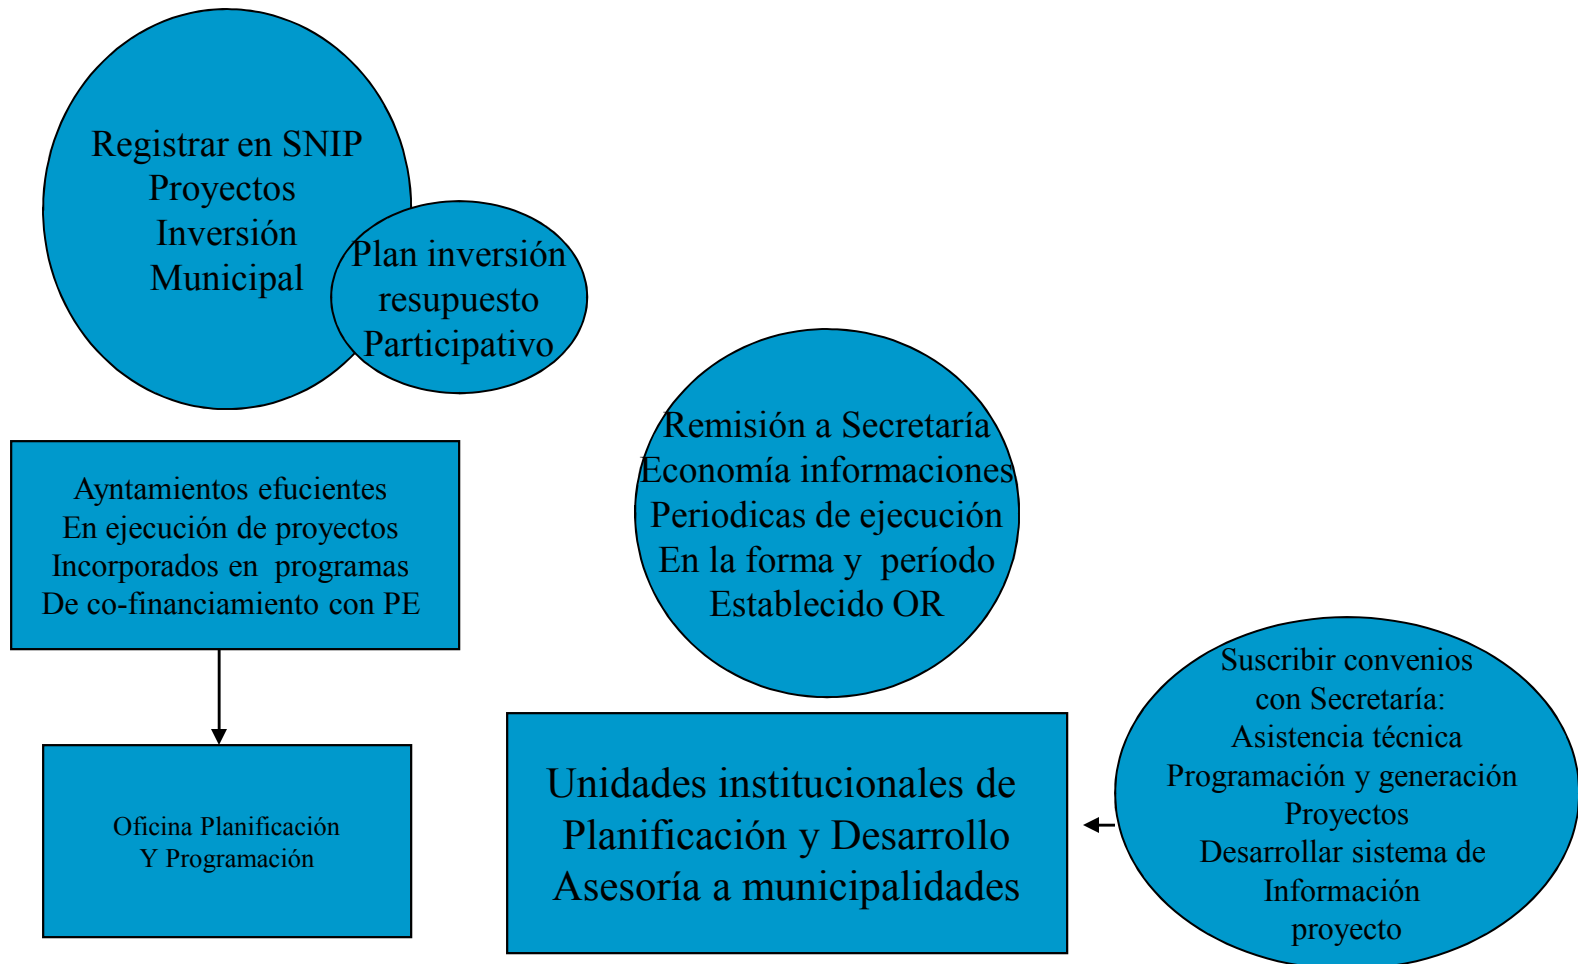 Registrar en SNIP
Proyectos
Inversión
Municipal
Plan inversión
resupuesto
Participativo
Remisión a Secretaría
Economía informaciones
Periodicas de ejecución
En la forma y período
Establecido OR
Ayntamientos efucientes
En ejecución de proyectos
Incorporados en programas
De co-financiamiento con PE
Oficina Planificación
Y Programación
Unidades institucionales de
Planificación y Desarrollo
Asesoría a municipalidades
Suscribir convenios
con Secretaría:
Asistencia técnica
Programación y generación
Proyectos
Desarrollar sistema de
Información
proyecto